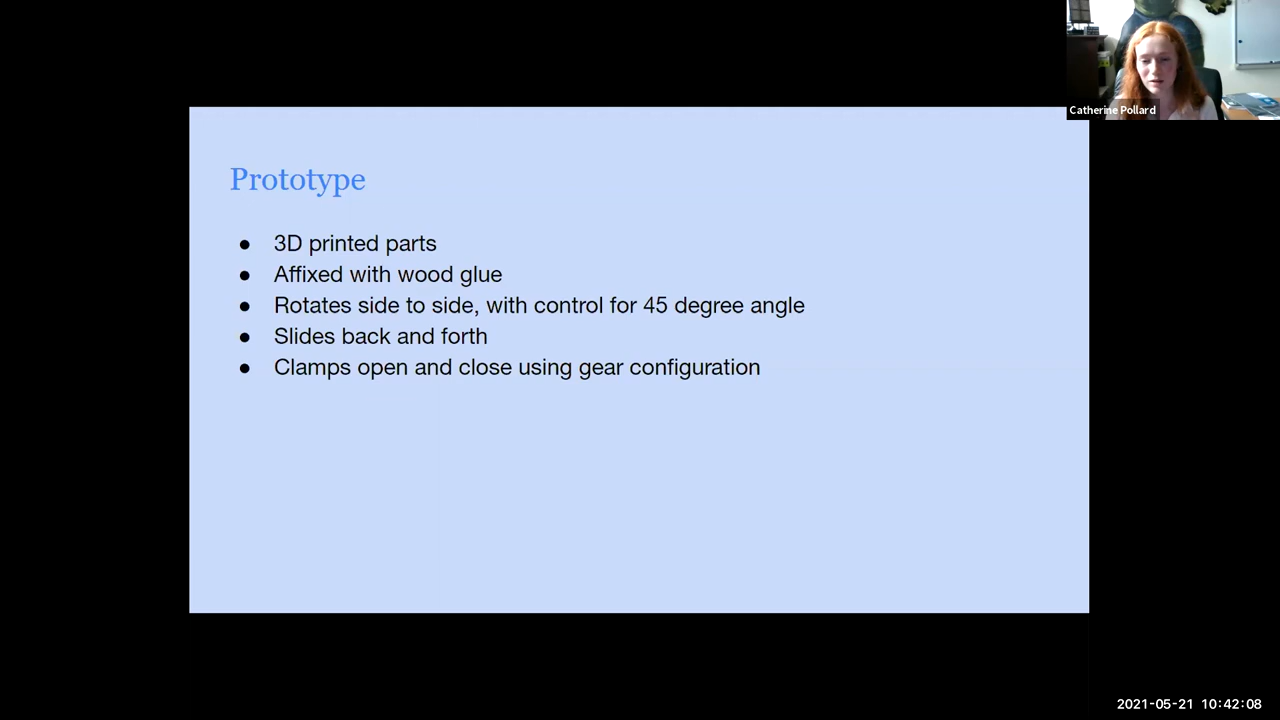 Catherine Pollard
Prototype
● 3D printed parts
● Affixed with wood glue
● Rotates side to side, with control for 45 degree angle
● Slides back and forth
● Clamps open and close using gear configuration
2021-05-21 10:42:08